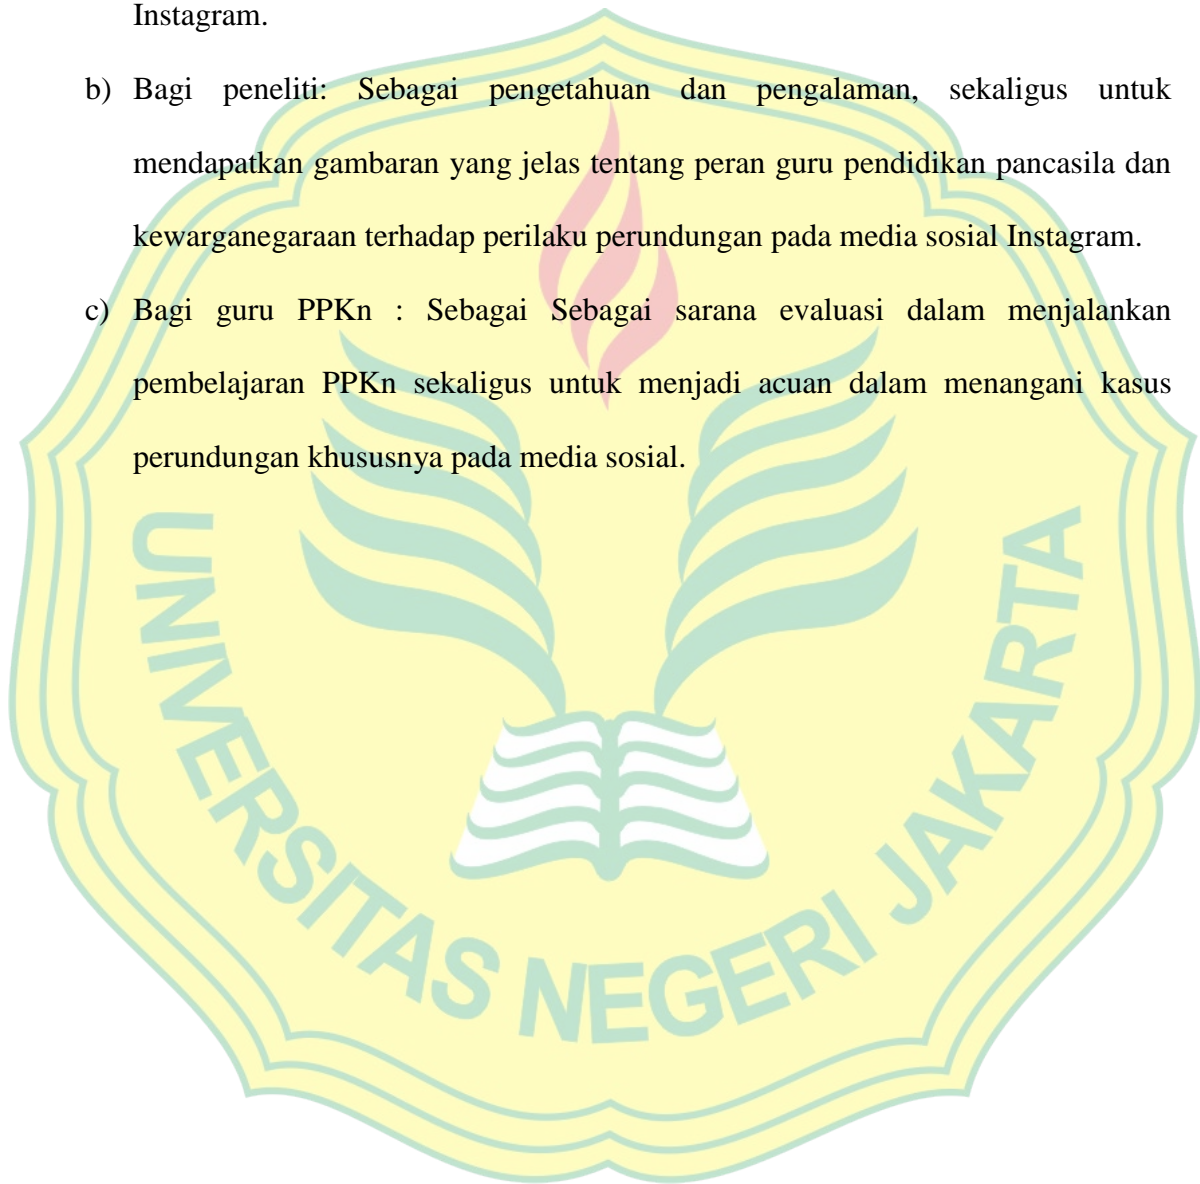 Instagram.
b) Bagi peneliti: Sebagai pengetahuan dan pengalaman, sekaligus untuk
mendapatkan gambaran yang jelas tentang peran guru pendidikan pancasila dan
kewarganegaraan terhadap perilaku perundungan pada media sosial Instagram.
c) Bagi guru PPKn : Sebagai Sebagai sarana evaluasi dalam menjalankan
pembelajaran PPKn sekaligus untuk menjadi acuan dalam menangani kasus
perundungan khususnya pada media sosial.
UNIVERSITAS NEGERI JAKARTA